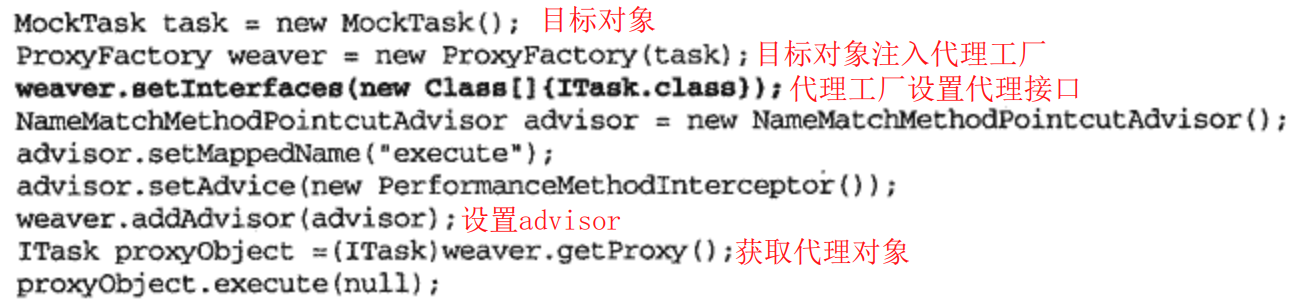 MockTask task = new MockTask(); 目标对象
ProxyFactory weaver = new ProxyFactory(task);目标对象注入代理工厂
weaver.setInterfaces(new Class[]{ITask.class});代理工厂设置代理接口
NameMatchMethodPointcutAdvisor advisor = new NameMatchMethodPointcutAdvisor();
advisor.setMappedName("execute");
advisor.setAdvice(new PerformanceMethodInterceptor());
weaver.addAdvisor(advisor);设置advisor
ITask proxyObject =(ITask)weaver.getProxy();获取代理对象
proxyObject.execute(null);